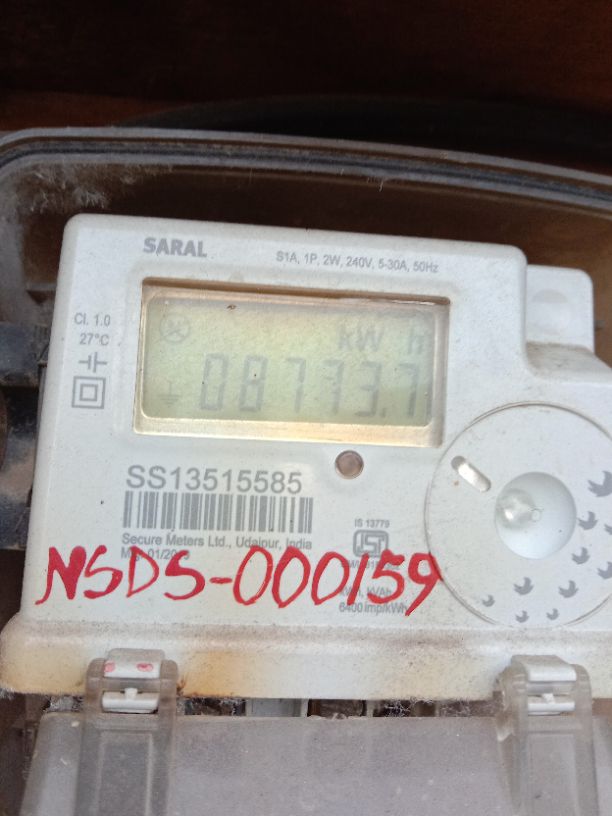 SARAL
S1A, 1P, 2W, 240V, 5-30A, 50Hz
Cl. 1.0
27°C
kW h
08773.7
SS13515585
Secure Meters Ltd., Udaipur, India
IS 13779
NSDS-000159
6400 imp/kWh